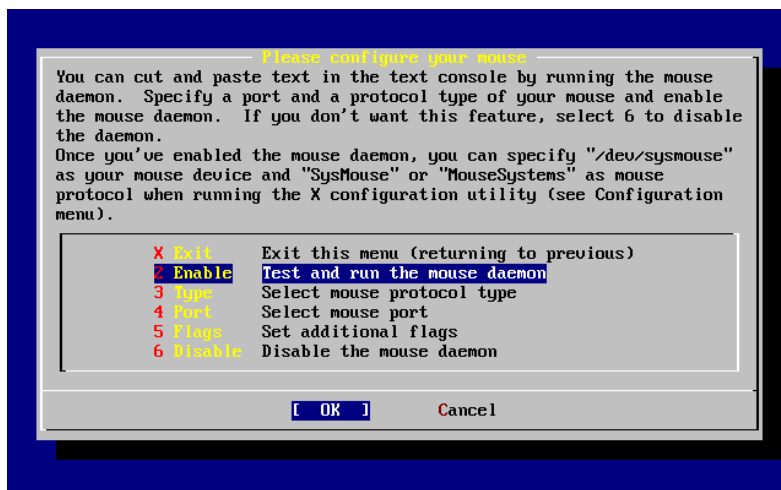 Please configure your mouse
You can cut and paste text in the text console by running the mouse
daemon.  Specify a port and a protocol type of your mouse and enable
the mouse daemon.  If you don't want this feature, select 6 to disable
the daemon.
Once you've enabled the mouse daemon, you can specify "/dev/sysmouse"
as your mouse device and "SysMouse" or "MouseSystems" as mouse
protocol when running the X configuration utility (see Configuration
menu).
X Exit Exit this menu (returning to previous)
2 Enable Test and run the mouse daemon
3 Type Select mouse protocol type
4 Port Select mouse port
5 Flags Set additional flags
6 Disable Disable the mouse daemon
[ OK ] Cancel